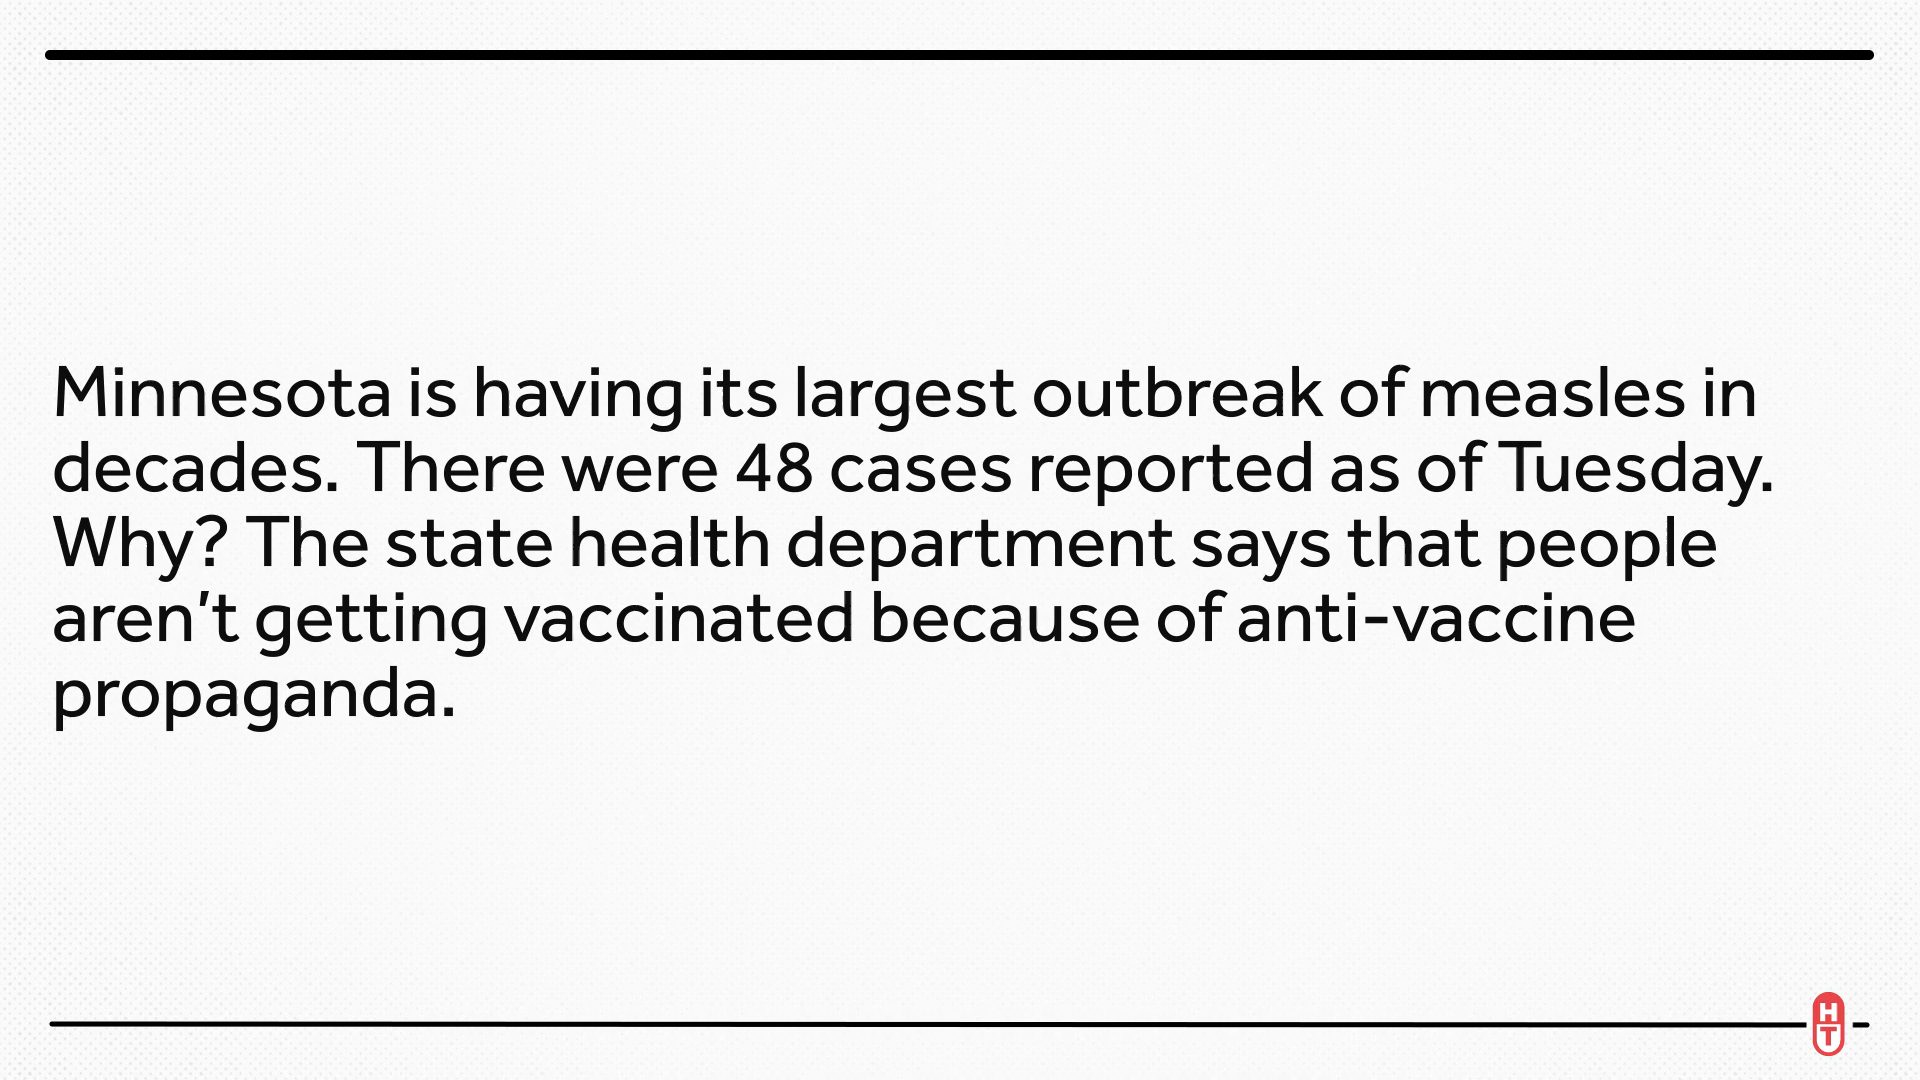 Minnesota is having its largest outbreak of measles in
decades. There were 48 cases reported as of Tuesday.
Why? The state health department says that people
aren’t getting vaccinated because of anti-vaccine
propaganda.
H
T